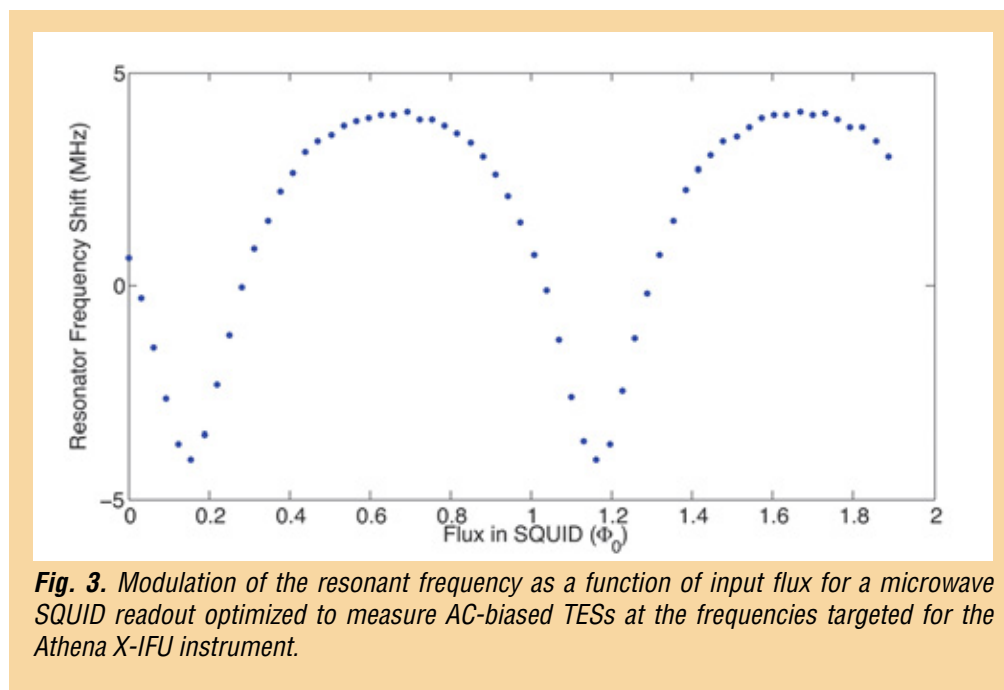 5
0
−5
Resonator Frequency Shift (MHz)
0 0.2 0.4 0.6 0.8 1 1.2 1.4 1.6 1.8 2
Flux in SQUID (Φ0)
Fig. 3. Modulation of the resonant frequency as a function of input flux for a microwave
SQUID readout optimized to measure AC-biased TESs at the frequencies targeted for the
Athena X-IFU instrument.